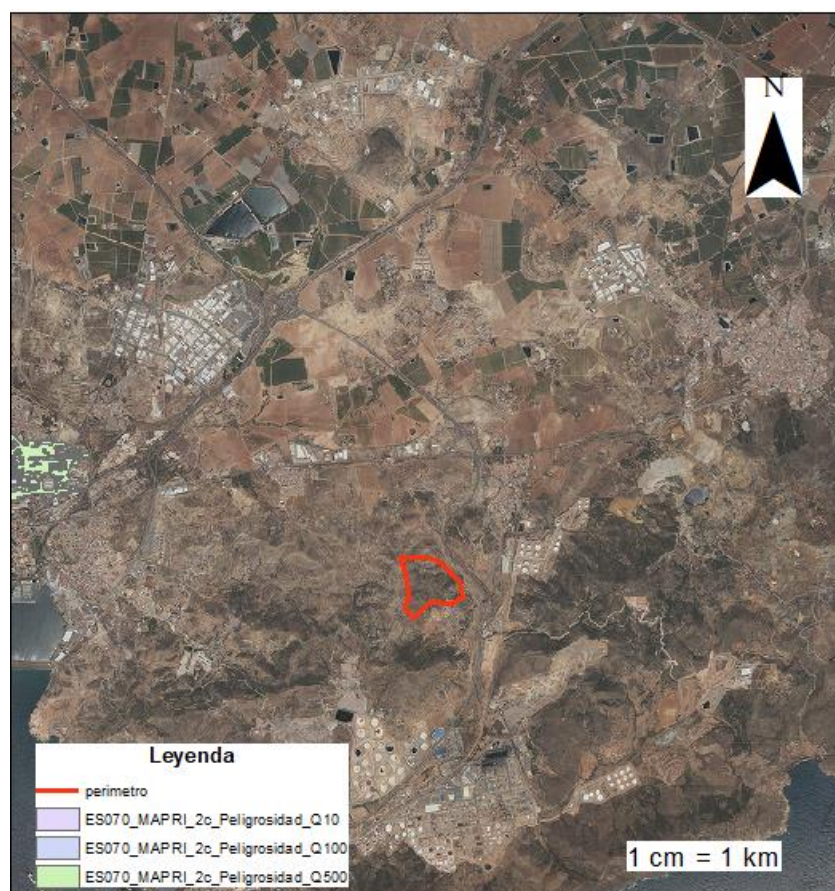 N
Leyenda
perimetro
ES070_MAPRI_2c_Peligrosidad_Q10
ES070_MAPRI_2c_Peligrosidad_Q100
ES070_MAPRI_2c_Peligrosidad_Q500
1 cm = 1 km